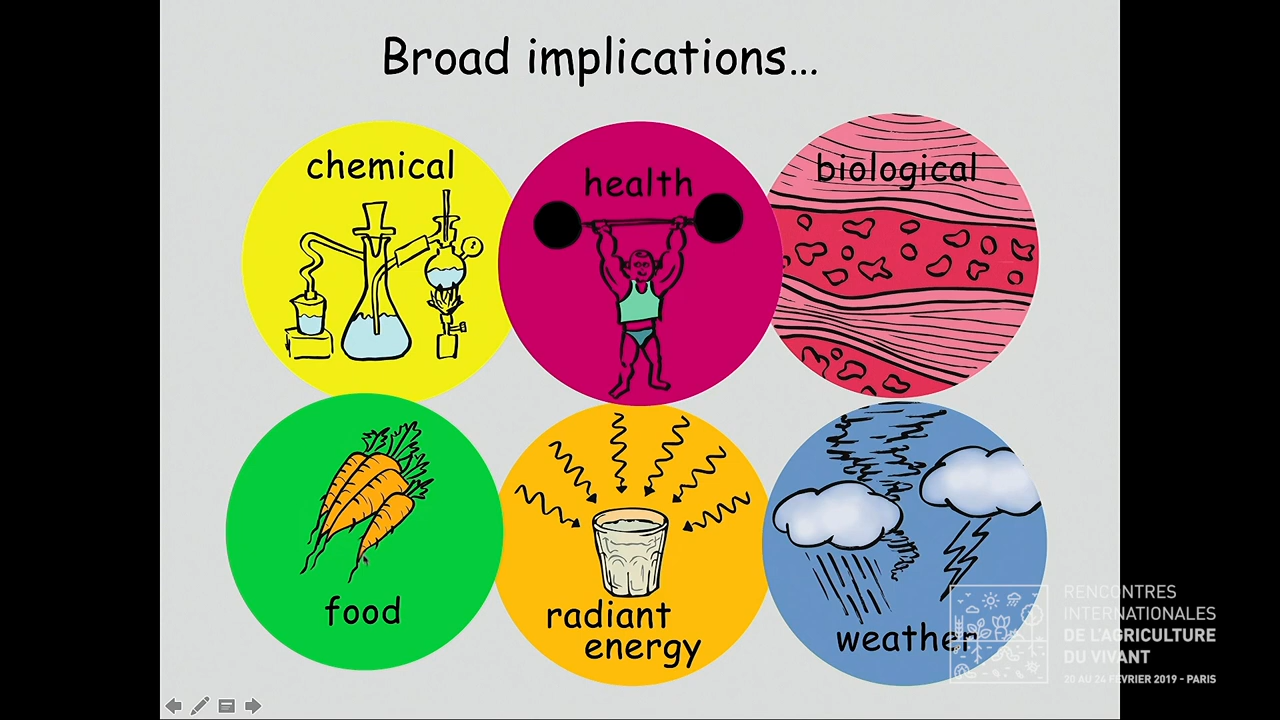 Broad implications...
chemical
health
biological
food
radiant
energy
weather
RENCONTRES
INTERNATIONALES
DE L'AGRICULTURE
DU VIVANT
20 AU 24 FÉVRIER 2019 - PARIS